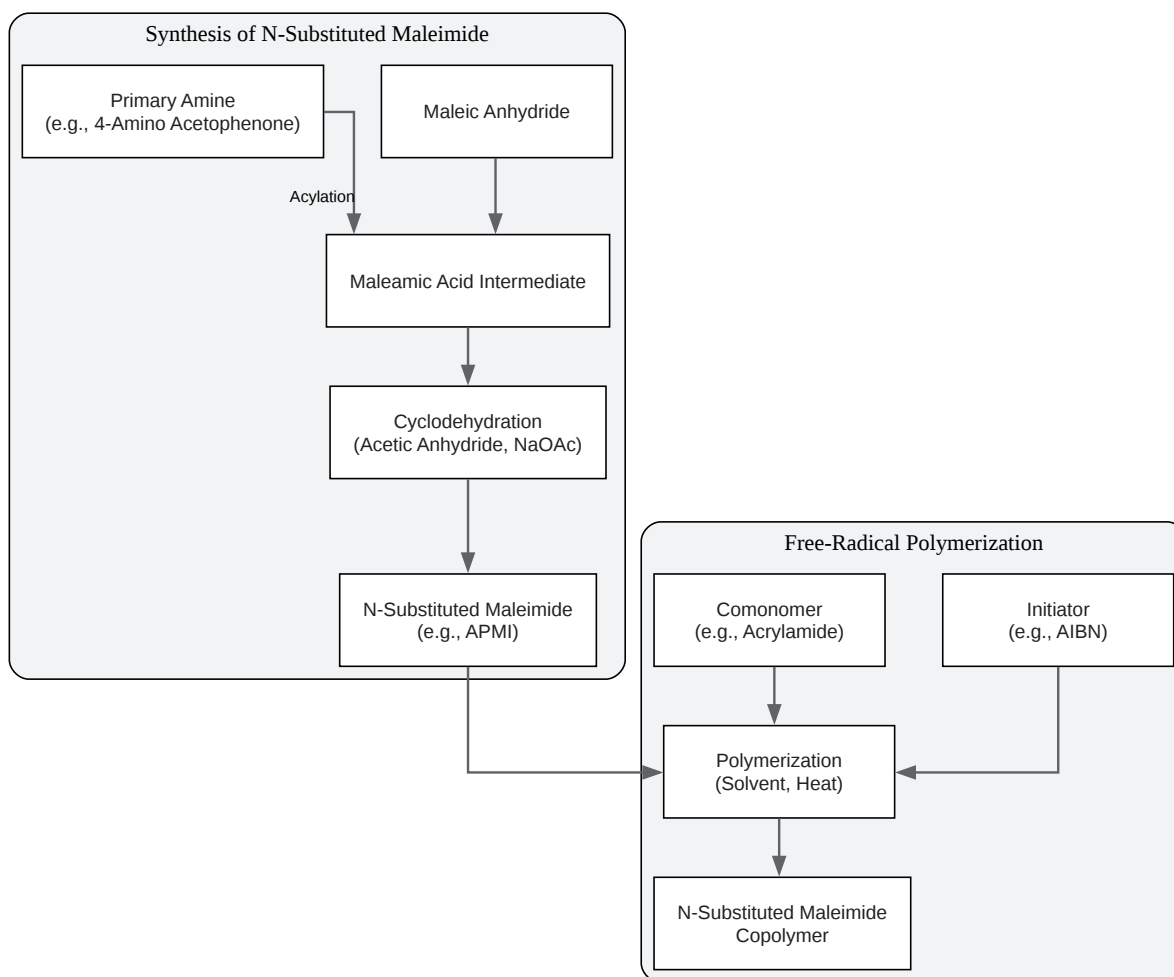 Synthesis of N-Substituted Maleimide
Primary Amine
(e.g., 4-Amino Acetophenone)
Maleic Anhydride
Acylation
Maleamic Acid Intermediate
Cyclodehydration
(Acetic Anhydride, NaOAc)
N-Substituted Maleimide
(e.g., APMI)
Free-Radical Polymerization
Comonomer
(e.g., Acrylamide)
Initiator
(e.g., AIBN)
Polymerization
(Solvent, Heat)
N-Substituted Maleimide
Copolymer